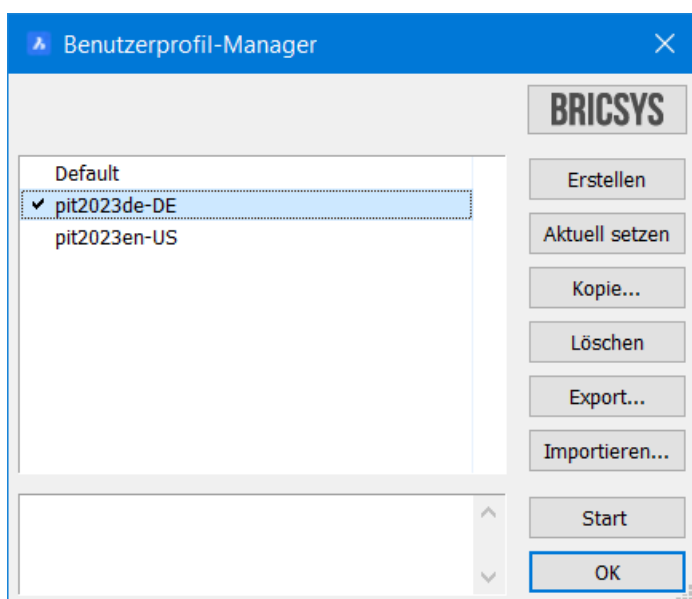 Benutzerprofil-Manager
BRICSYS
Default
pit2023de-DE
pit2023en-US
Erstellen
Aktuell setzen
Kopie...
Löschen
Export...
Importieren...
Start
OK